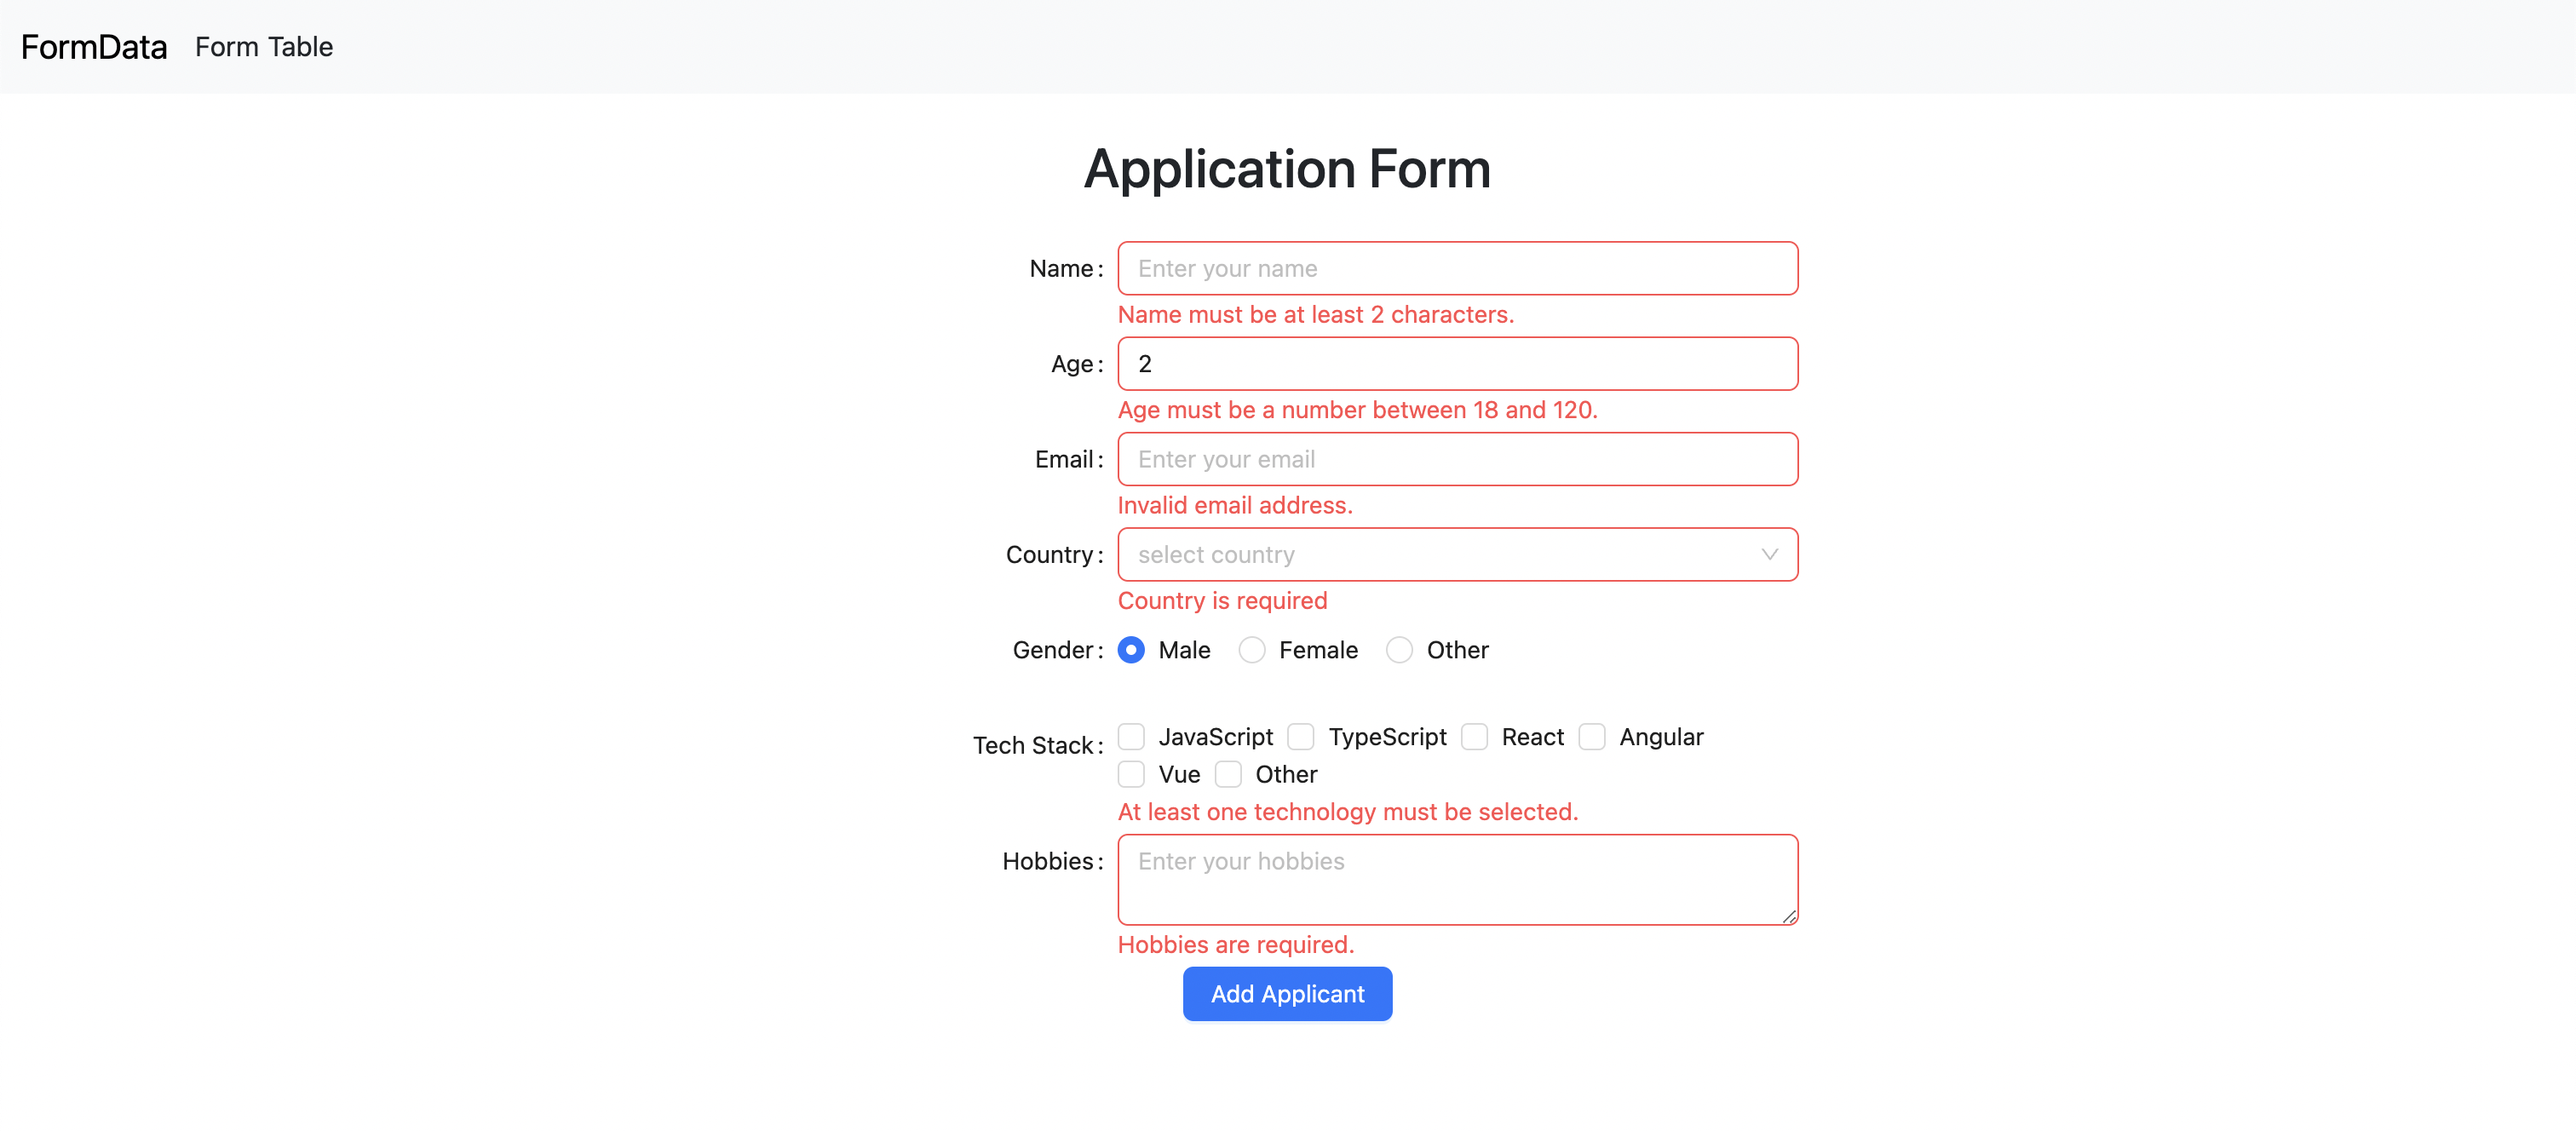 FormData Form Table
Application Form
Name: Enter your name
Name must be at least 2 characters.
Age: 2
Age must be a number between 18 and 120.
Email: Enter your email
Invalid email address.
Country: select country
Country is required
Gender: Male Female Other
Tech Stack: JavaScript TypeScript React Angular
Vue Other
At least one technology must be selected.
Hobbies: Enter your hobbies
Hobbies are required.
Add Applicant